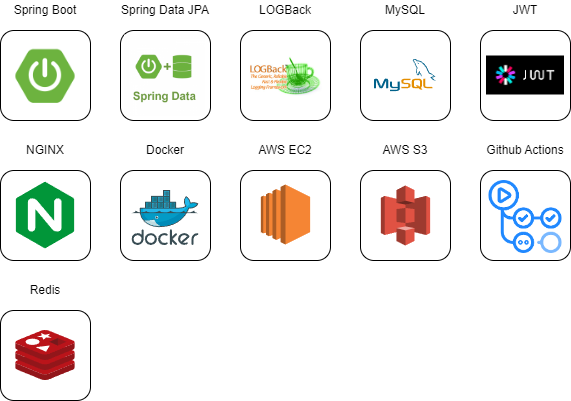 Spring Boot
Spring Data JPA
LOGBack
MySQL
JWT
Spring Data
LOGBack
MySQL
JWT
NGINX
Docker
AWS EC2
AWS S3
Github Actions
N
docker
Redis